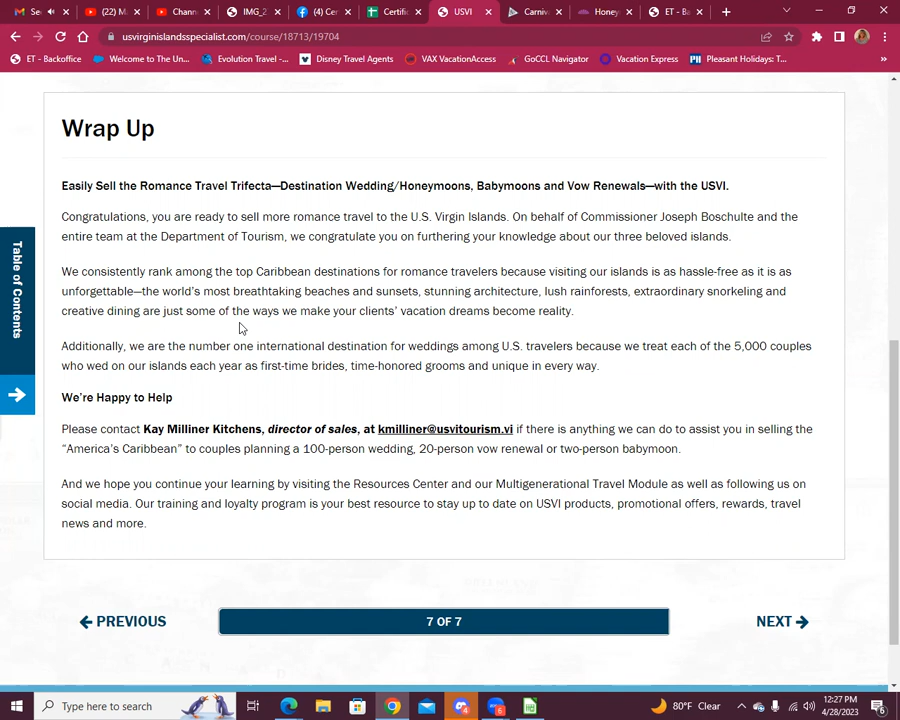 Se
(22) M
Chann
IMG_2
(4) Cer
Certific
USVI
Carniv
Honey
ET - Ba
usvirginislandsspecialist.com/course/18713/19704
ET - Backoffice
Welcome to The Un...
Evolution Travel -...
Disney Travel Agents
VAX VacationAccess
GoCCL Navigator
Vacation Express
Pleasant Holidays: T...
Wrap Up
Easily Sell the Romance Travel Trifecta—Destination Wedding/Honeymoons, Babymoons and Vow Renewals—with the USVI.
Congratulations, you are ready to sell more romance travel to the U.S. Virgin Islands. On behalf of Commissioner Joseph Boschulte and the
entire team at the Department of Tourism, we congratulate you on furthering your knowledge about our three beloved islands.
We consistently rank among the top Caribbean destinations for romance travelers because visiting our islands is as hassle-free as it is as
unforgettable—the world's most breathtaking beaches and sunsets, stunning architecture, lush rainforests, extraordinary snorkeling and
creative dining are just some of the ways we make your clients' vacation dreams become reality.
Additionally, we are the number one international destination for weddings among U.S. travelers because we treat each of the 5,000 couples
who wed on our islands each year as first-time brides, time-honored grooms and unique in every way.
We're Happy to Help
Please contact Kay Milliner Kitchens, director of sales, at kmilliner@usvitourism.vi if there is anything we can do to assist you in selling the
"America's Caribbean" to couples planning a 100-person wedding, 20-person vow renewal or two-person babymoon.
And we hope you continue your learning by visiting the Resources Center and our Multigenerational Travel Module as well as following us on
social media. Our training and loyalty program is your best resource to stay up to date on USVI products, promotional offers, rewards, travel
news and more.
Table of Contents
PREVIOUS
7 OF 7
NEXT
Type here to search
80°F Clear
12:27 PM
4/28/2023